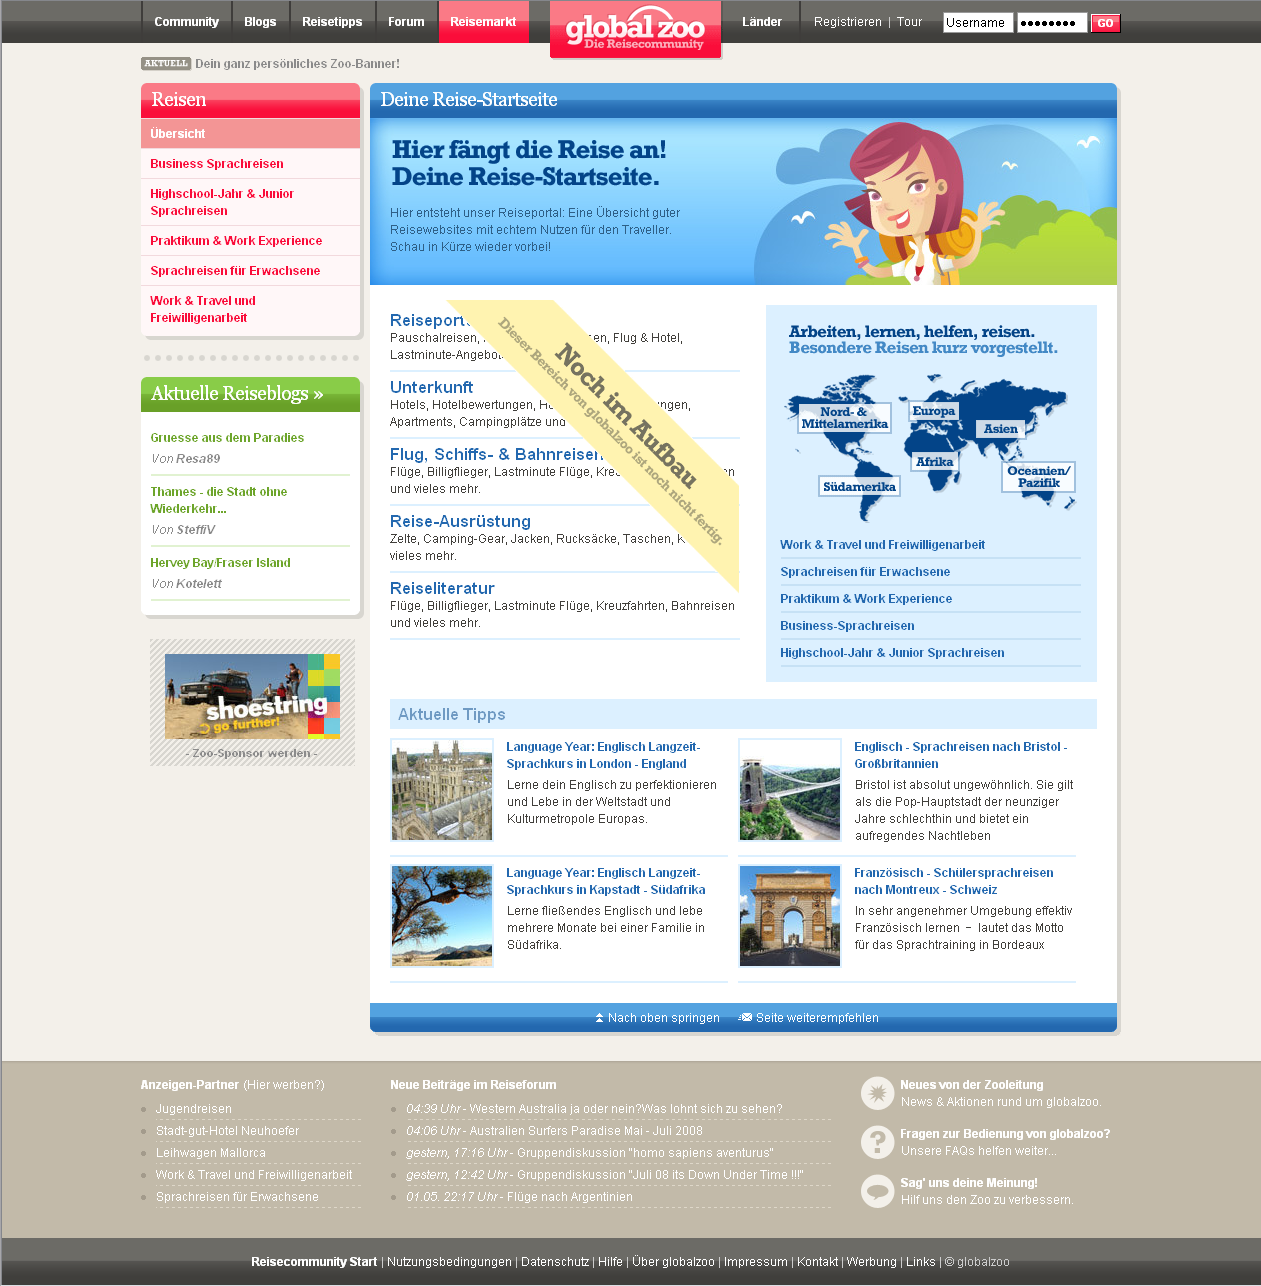 Community
Blogs
Reisetipps
Forum
Reisemarkt
global zoo
Die Reisecommunity
Länder
Registrieren | Tour
Username
GO
AKTUELL Dein ganz persönliches Zoo-Banner!
Reisen
Übersicht
Business Sprachreisen
Highschool-Jahr & Junior
Sprachreisen
Praktikum & Work Experience
Sprachreisen für Erwachsene
Work & Travel und
Freiwilligenarbeit
Aktuelle Reiseblogs »
Gruesse aus dem Paradies
Von Resa89
Thames - die Stadt ohne
Wiederkehr...
Von SteffiV
Hervey Bay/Fraser Island
Von Kotelett
shoestring
go further!
- Zoo-Sponsor werden -
Deine Reise-Startseite
Hier fängt die Reise an!
Deine Reise-Startseite.
Hier entsteht unser Reiseportal: Eine Übersicht guter
Reisewebsites mit echtem Nutzen für den Traveller.
Schau in Kürze wieder vorbei!
Pauschalreisen, Flug & Hotel,
Unterkunft
Hotels, Hotelbewertungen,
Apartments, Campingplätze und
Flug, Schiffs- & Bahnreisen
Flüge, Billigflieger, Lastminute Flüge,
und vieles mehr.
Reise-Ausrüstung
Zelte, Camping-Gear, Jacken, Rucksäcke, Taschen,
vieles mehr.
Reiseliteratur
Flüge, Billigflieger, Lastminute Flüge, Kreuzfahrten, Bahnreisen
und vieles mehr.
Noch im Aufbau
Dieser Bereich von globalzoo ist noch nicht fertig.
Arbeiten, lernen, helfen, reisen.
Besondere Reisen kurz vorgestellt.
Nord- &
Mittelamerika
Europa
Asien
Afrika
Südamerika
Oceanien/
Pazifik
Work & Travel und Freiwilligenarbeit
Sprachreisen für Erwachsene
Praktikum & Work Experience
Business-Sprachreisen
Highschool-Jahr & Junior Sprachreisen
Aktuelle Tipps
Language Year: Englisch Langzeit-
Sprachkurs in London - England
Lerne dein Englisch zu perfektionieren
und Lebe in der Weltstadt und
Kulturmetropole Europas.
Englisch - Sprachreisen nach Bristol -
Großbritannien
Bristol ist absolut ungewöhnlich. Sie gilt
als die Pop-Hauptstadt der neunziger
Jahre schlechthin und bietet ein
aufregendes Nachtleben
Language Year: Englisch Langzeit-
Sprachkurs in Kapstadt - Südafrika
Lerne fließendes Englisch und lebe
mehrere Monate bei einer Familie in
Südafrika.
Französisch - Schülersprachreisen
nach Montreux - Schweiz
In sehr angenehmer Umgebung effektiv
Französisch lernen – lautet das Motto
für das Sprachtraining in Bordeaux
Nach oben springen
Seite weiterempfehlen
Anzeigen-Partner (Hier werben?)
Jugendreisen
Stadt-gut-Hotel Neuhoefer
Leihwagen Mallorca
Work & Travel und Freiwilligenarbeit
Sprachreisen für Erwachsene
Neue Beiträge im Reiseforum
04:39 Uhr - Western Australia ja oder nein?Was lohnt sich zu sehen?
04:06 Uhr - Australien Surfers Paradise Mai - Juli 2008
gestern, 17:16 Uhr - Gruppendiskussion "homo sapiens aventurus"
gestern, 12:42 Uhr - Gruppendiskussion "Juli 08 its Down Under Time !!!"
01.05. 22:17 Uhr - Flüge nach Argentinien
Neues von der Zooleitung
News & Aktionen rund um globalzoo.
Fragen zur Bedienung von globalzoo?
Unsere FAQs helfen weiter...
Sag' uns deine Meinung!
Hilf uns den Zoo zu verbessern.
Reisecommunity Start | Nutzungsbedingungen | Datenschutz | Hilfe | Über globalzoo | Impressum | Kontakt | Werbung | Links | © globalzoo